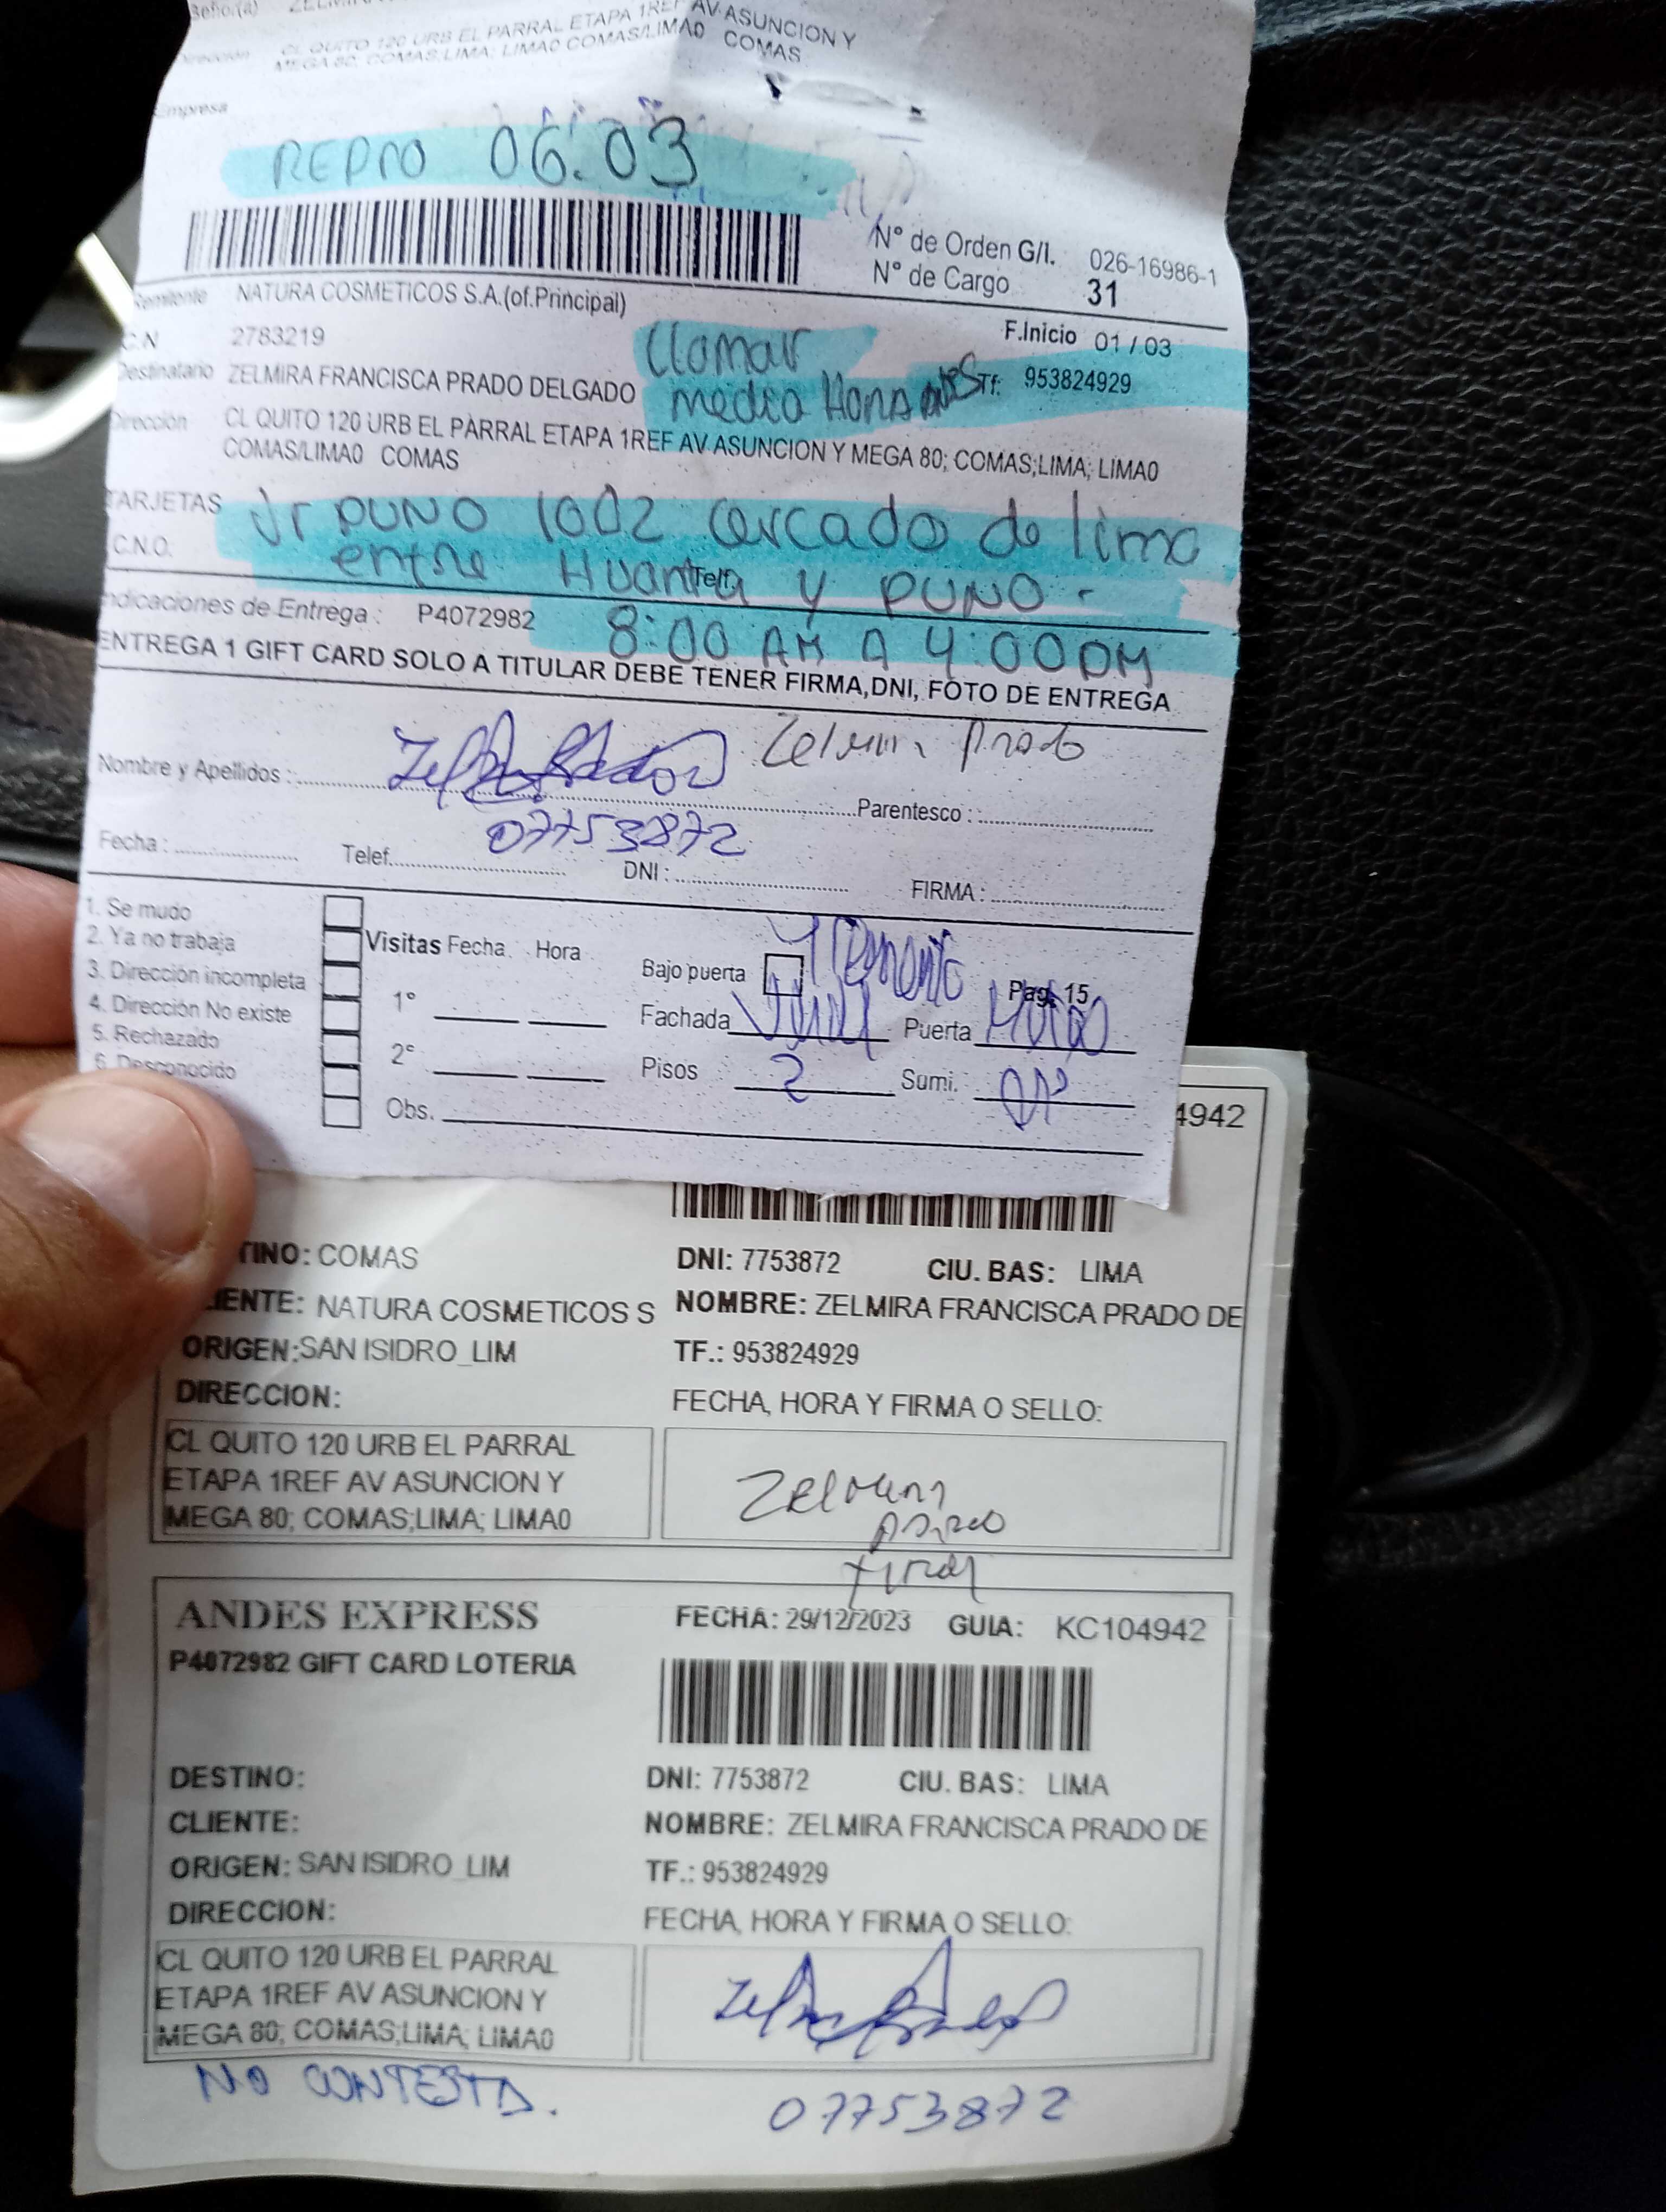 Señor.(a)
Dirección CL QUITO 120 URB EL PARRAL ETAPA 1REF AV ASUNCION Y
MEGA 80; COMAS;LIMA; LIMA0 COMAS/LIMA0 COMAS
Empresa
REPRO 06.03
N° de Orden G/I. 026-16986-1
N° de Cargo 31
Remitente NATURA COSMETICOS S.A.(of.Principal)
F.Inicio 01 / 03
C.N 2783219
Llamar
Destinatario ZELMIRA FRANCISCA PRADO DELGADO media Hora antes Tf: 953824929
Dirección CL QUITO 120 URB EL PARRAL ETAPA 1REF AV ASUNCION Y MEGA 80; COMAS;LIMA; LIMA0
COMAS/LIMA0 COMAS
TARJETAS Jr PUNO 1002 cercado de lima
C.N.O. entre Huanta y PUNO - Telf.
Indicaciones de Entrega : P4072982 8:00 AM A 4:00 PM
ENTREGA 1 GIFT CARD SOLO A TITULAR DEBE TENER FIRMA,DNI, FOTO DE ENTREGA
Nombre y Apellidos : Zelmira Prado
Parentesco :
07753872
Fecha : Telef. DNI : FIRMA :
1. Se mudo
2. Ya no trabaja
3. Dirección incompleta
4. Dirección No existe
5. Rechazado
6. Desconocido
Visitas Fecha Hora
1°
2°
Obs.
Bajo puerta Pag. 15
Fachada Puerta
Pisos 2 Sumi.
4942
TINO: COMAS DNI: 7753872 CIU. BAS: LIMA
IENTE: NATURA COSMETICOS S NOMBRE: ZELMIRA FRANCISCA PRADO DE
ORIGEN:SAN ISIDRO_LIM TF.: 953824929
DIRECCION: FECHA, HORA Y FIRMA O SELLO:
CL QUITO 120 URB EL PARRAL
ETAPA 1REF AV ASUNCION Y
MEGA 80; COMAS;LIMA; LIMA0
Zelmira
Prado
ANDES EXPRESS FECHA: 29/12/2023 GUIA: KC104942
P4072982 GIFT CARD LOTERIA
DESTINO: DNI: 7753872 CIU. BAS: LIMA
CLIENTE: NOMBRE: ZELMIRA FRANCISCA PRADO DE
ORIGEN: SAN ISIDRO_LIM TF.: 953824929
DIRECCION: FECHA, HORA Y FIRMA O SELLO:
CL QUITO 120 URB EL PARRAL
ETAPA 1REF AV ASUNCION Y
MEGA 80; COMAS;LIMA; LIMA0
NO CONTESTA.
07753872